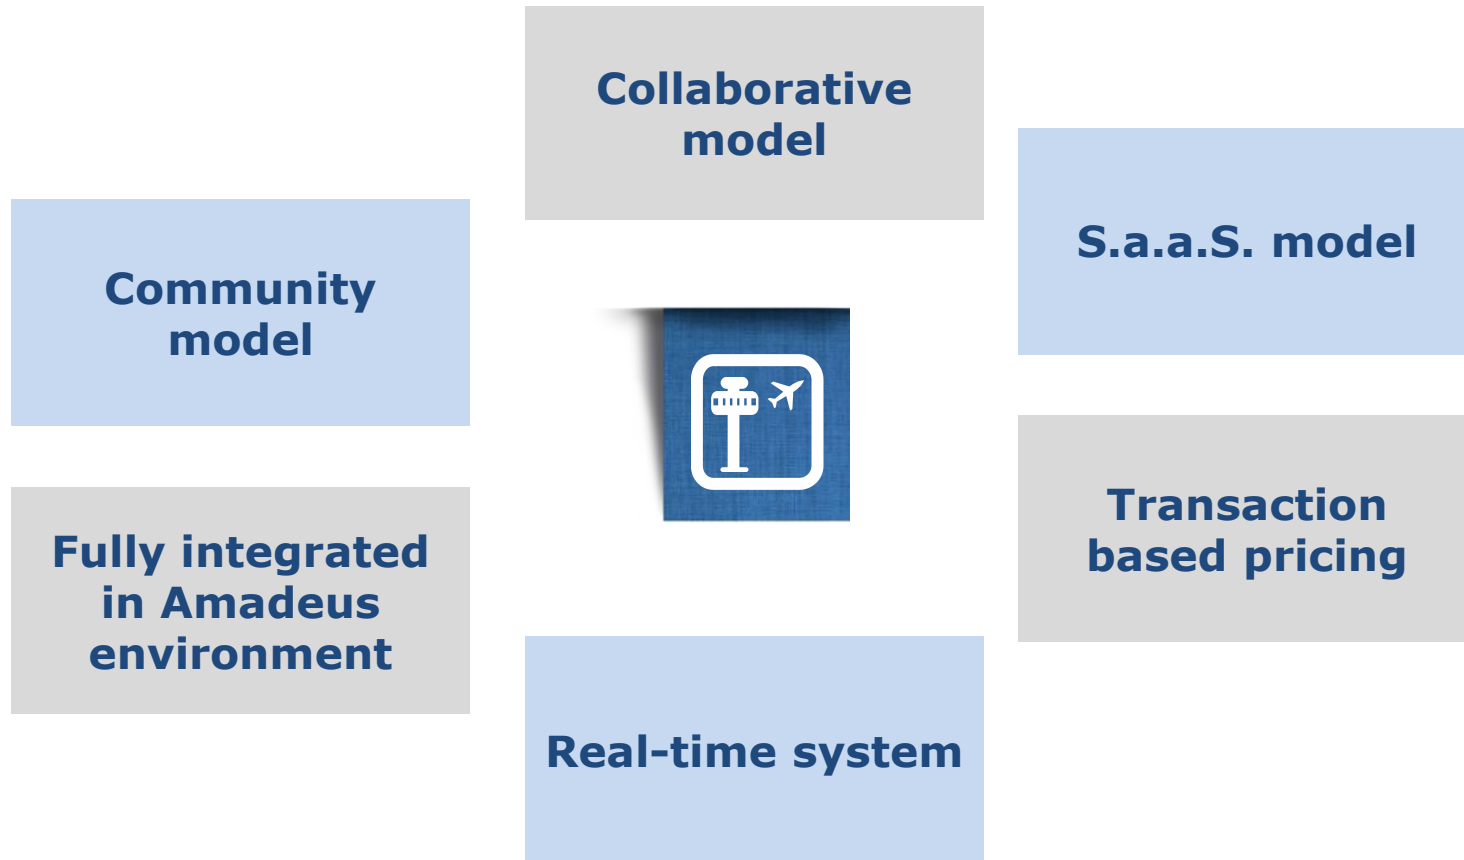 Collaborative
model
S.a.a.S. model
Community
model
Transaction
based pricing
Fully integrated
in Amadeus
environment
Real-time system